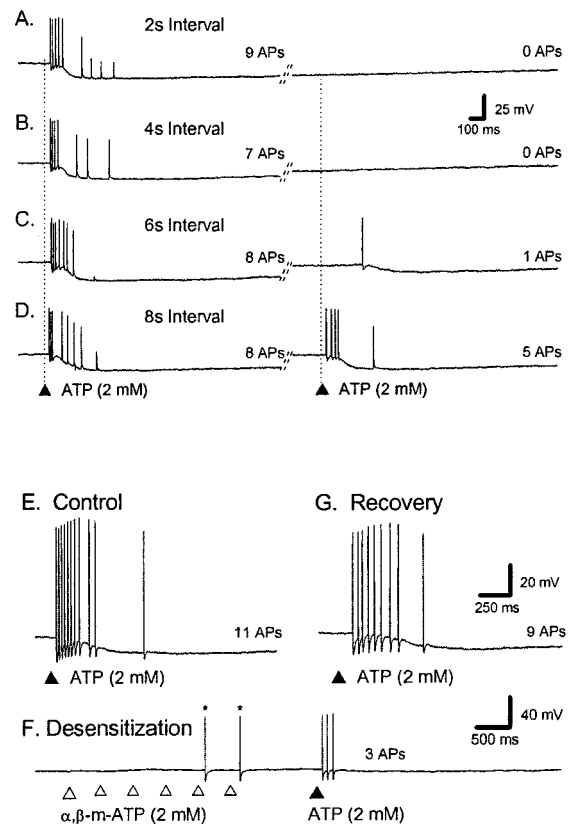 A.
2s Interval
9 APs
0 APs
25 mV
100 ms
B.
4s Interval
7 APs
0 APs
C.
6s Interval
8 APs
1 APs
D.
8s Interval
8 APs
5 APs
ATP (2 mM)
ATP (2 mM)
E. Control
11 APs
ATP (2 mM)
G. Recovery
20 mV
250 ms
9 APs
ATP (2 mM)
F. Desensitization
* *
3 APs
40 mV
500 ms
α,β-m-ATP (2 mM)
ATP (2 mM)